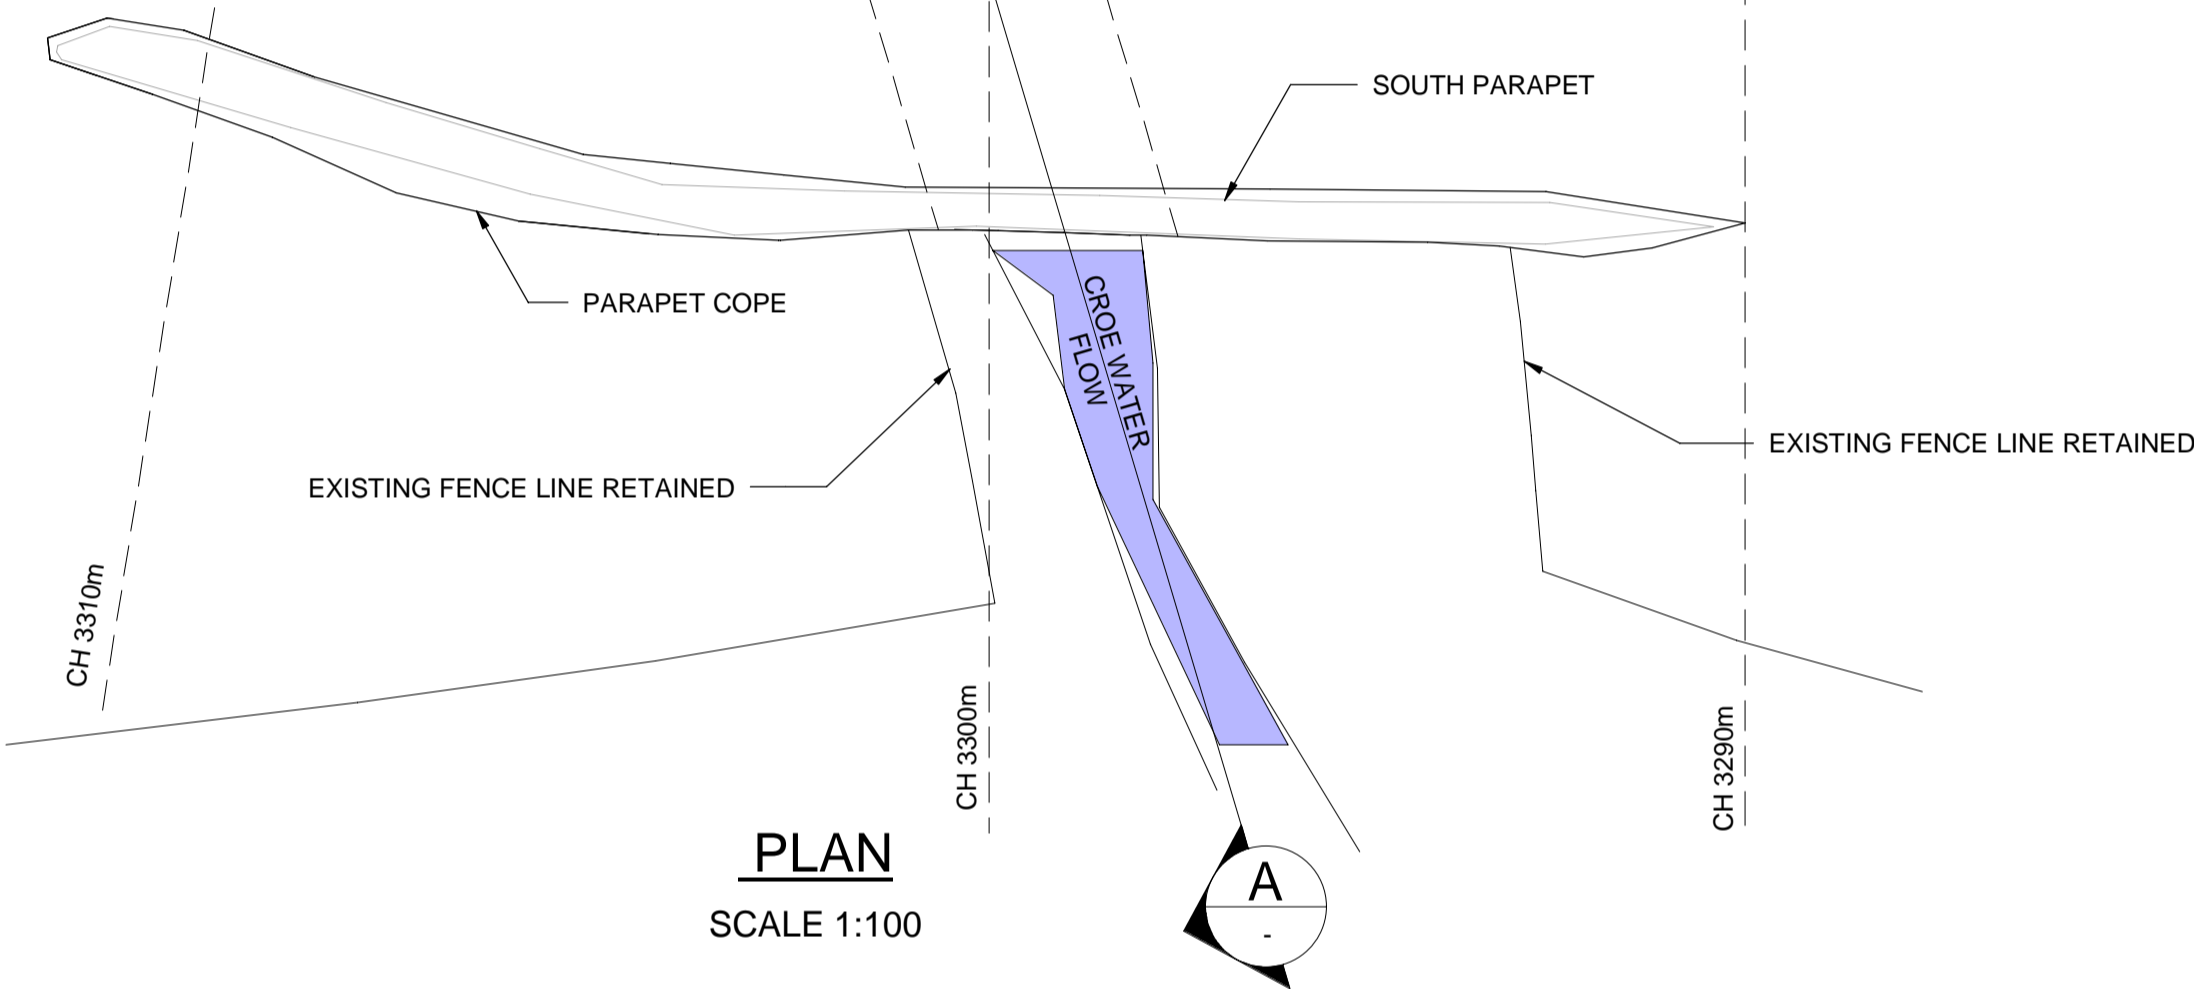 SOUTH PARAPET
PARAPET COPE
CROE WATER
FLOW
EXISTING FENCE LINE RETAINED
EXISTING FENCE LINE RETAINED
CH 3310m
CH 3300m
CH 3290m
PLAN
SCALE 1:100
A
-